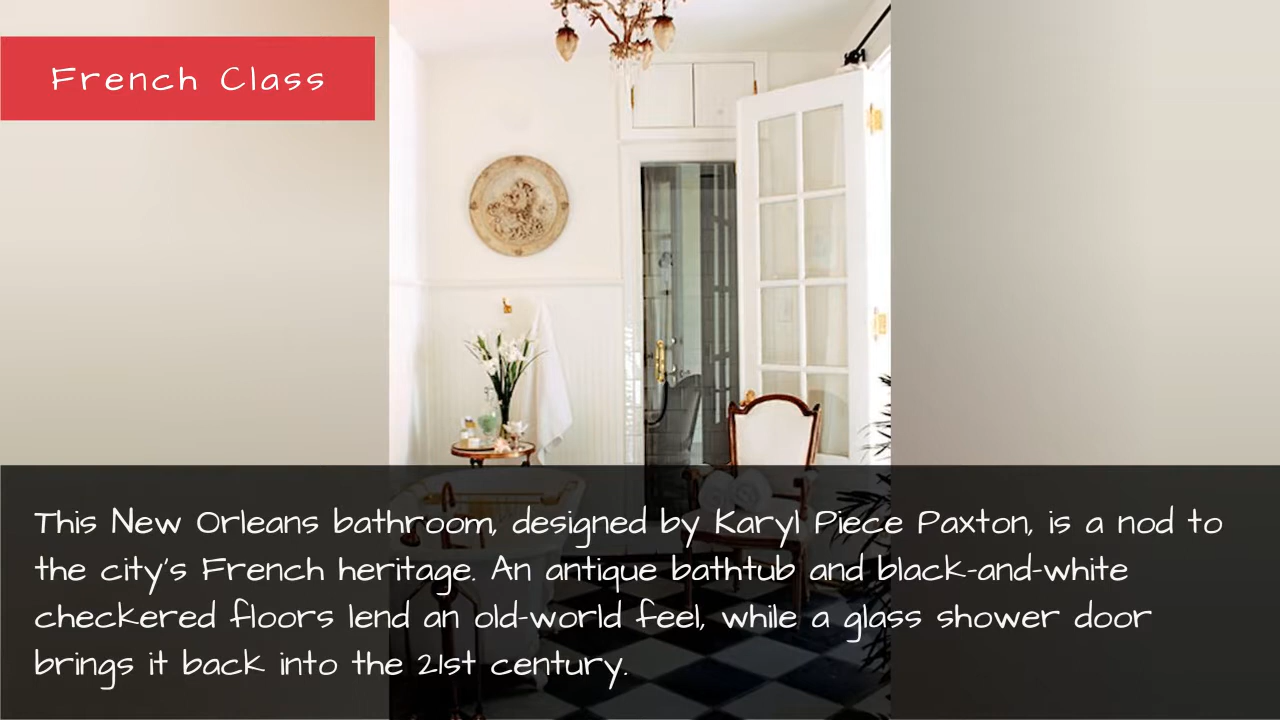 French Class
This New Orleans bathroom, designed by Karyl Piece Paxton, is a nod to
the city's French heritage. An antique bathtub and black-and-white
checkered floors lend an old-world feel, while a glass shower door
brings it back into the 21st century.